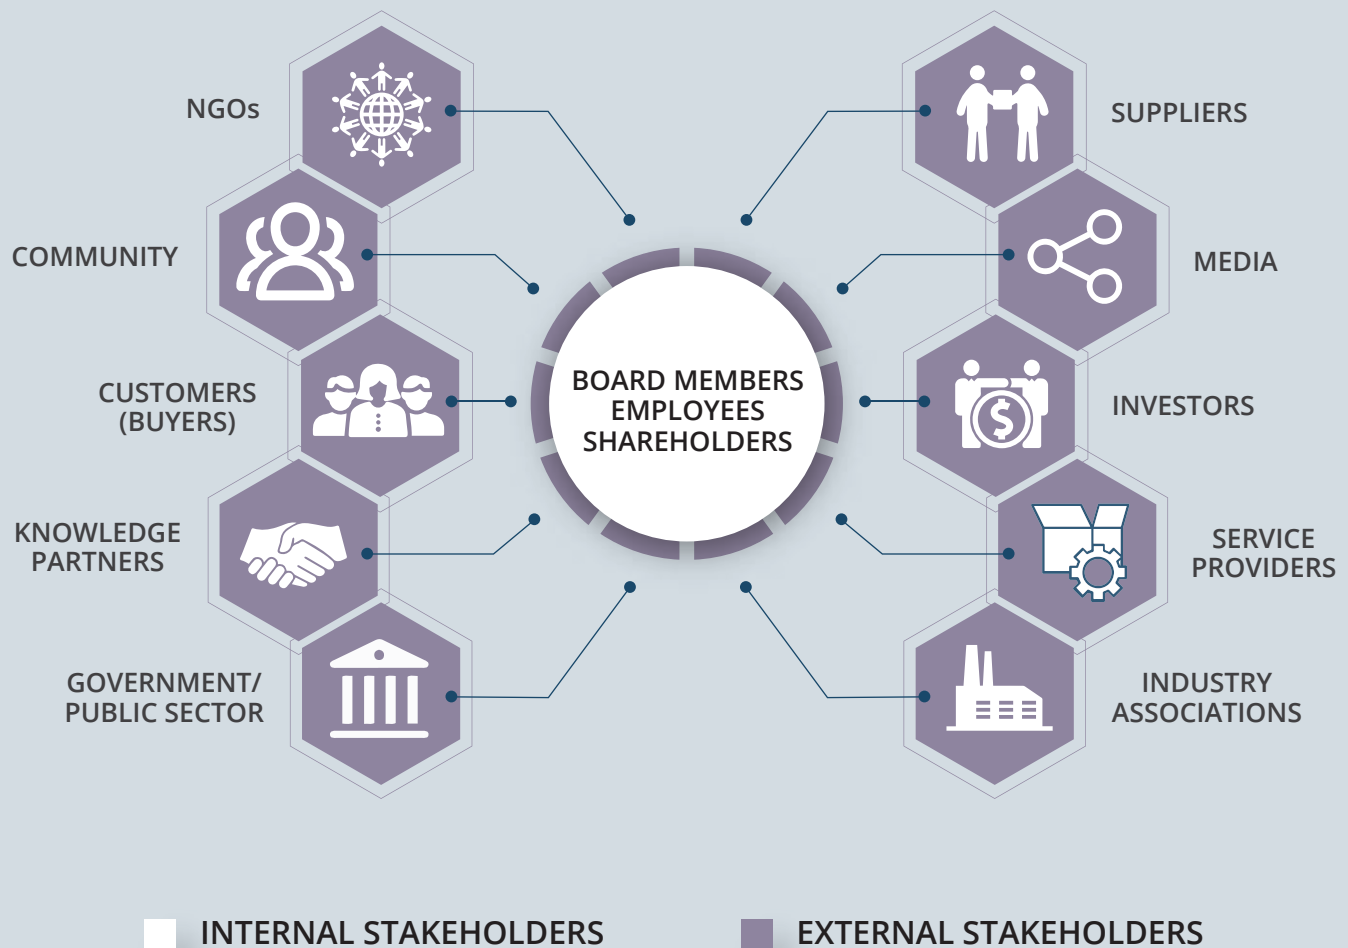 NGOs
COMMUNITY
CUSTOMERS
(BUYERS)
KNOWLEDGE
PARTNERS
GOVERNMENT/
PUBLIC SECTOR
BOARD MEMBERS
EMPLOYEES
SHAREHOLDERS
SUPPLIERS
MEDIA
INVESTORS
SERVICE
PROVIDERS
INDUSTRY
ASSOCIATIONS
INTERNAL STAKEHOLDERS
EXTERNAL STAKEHOLDERS